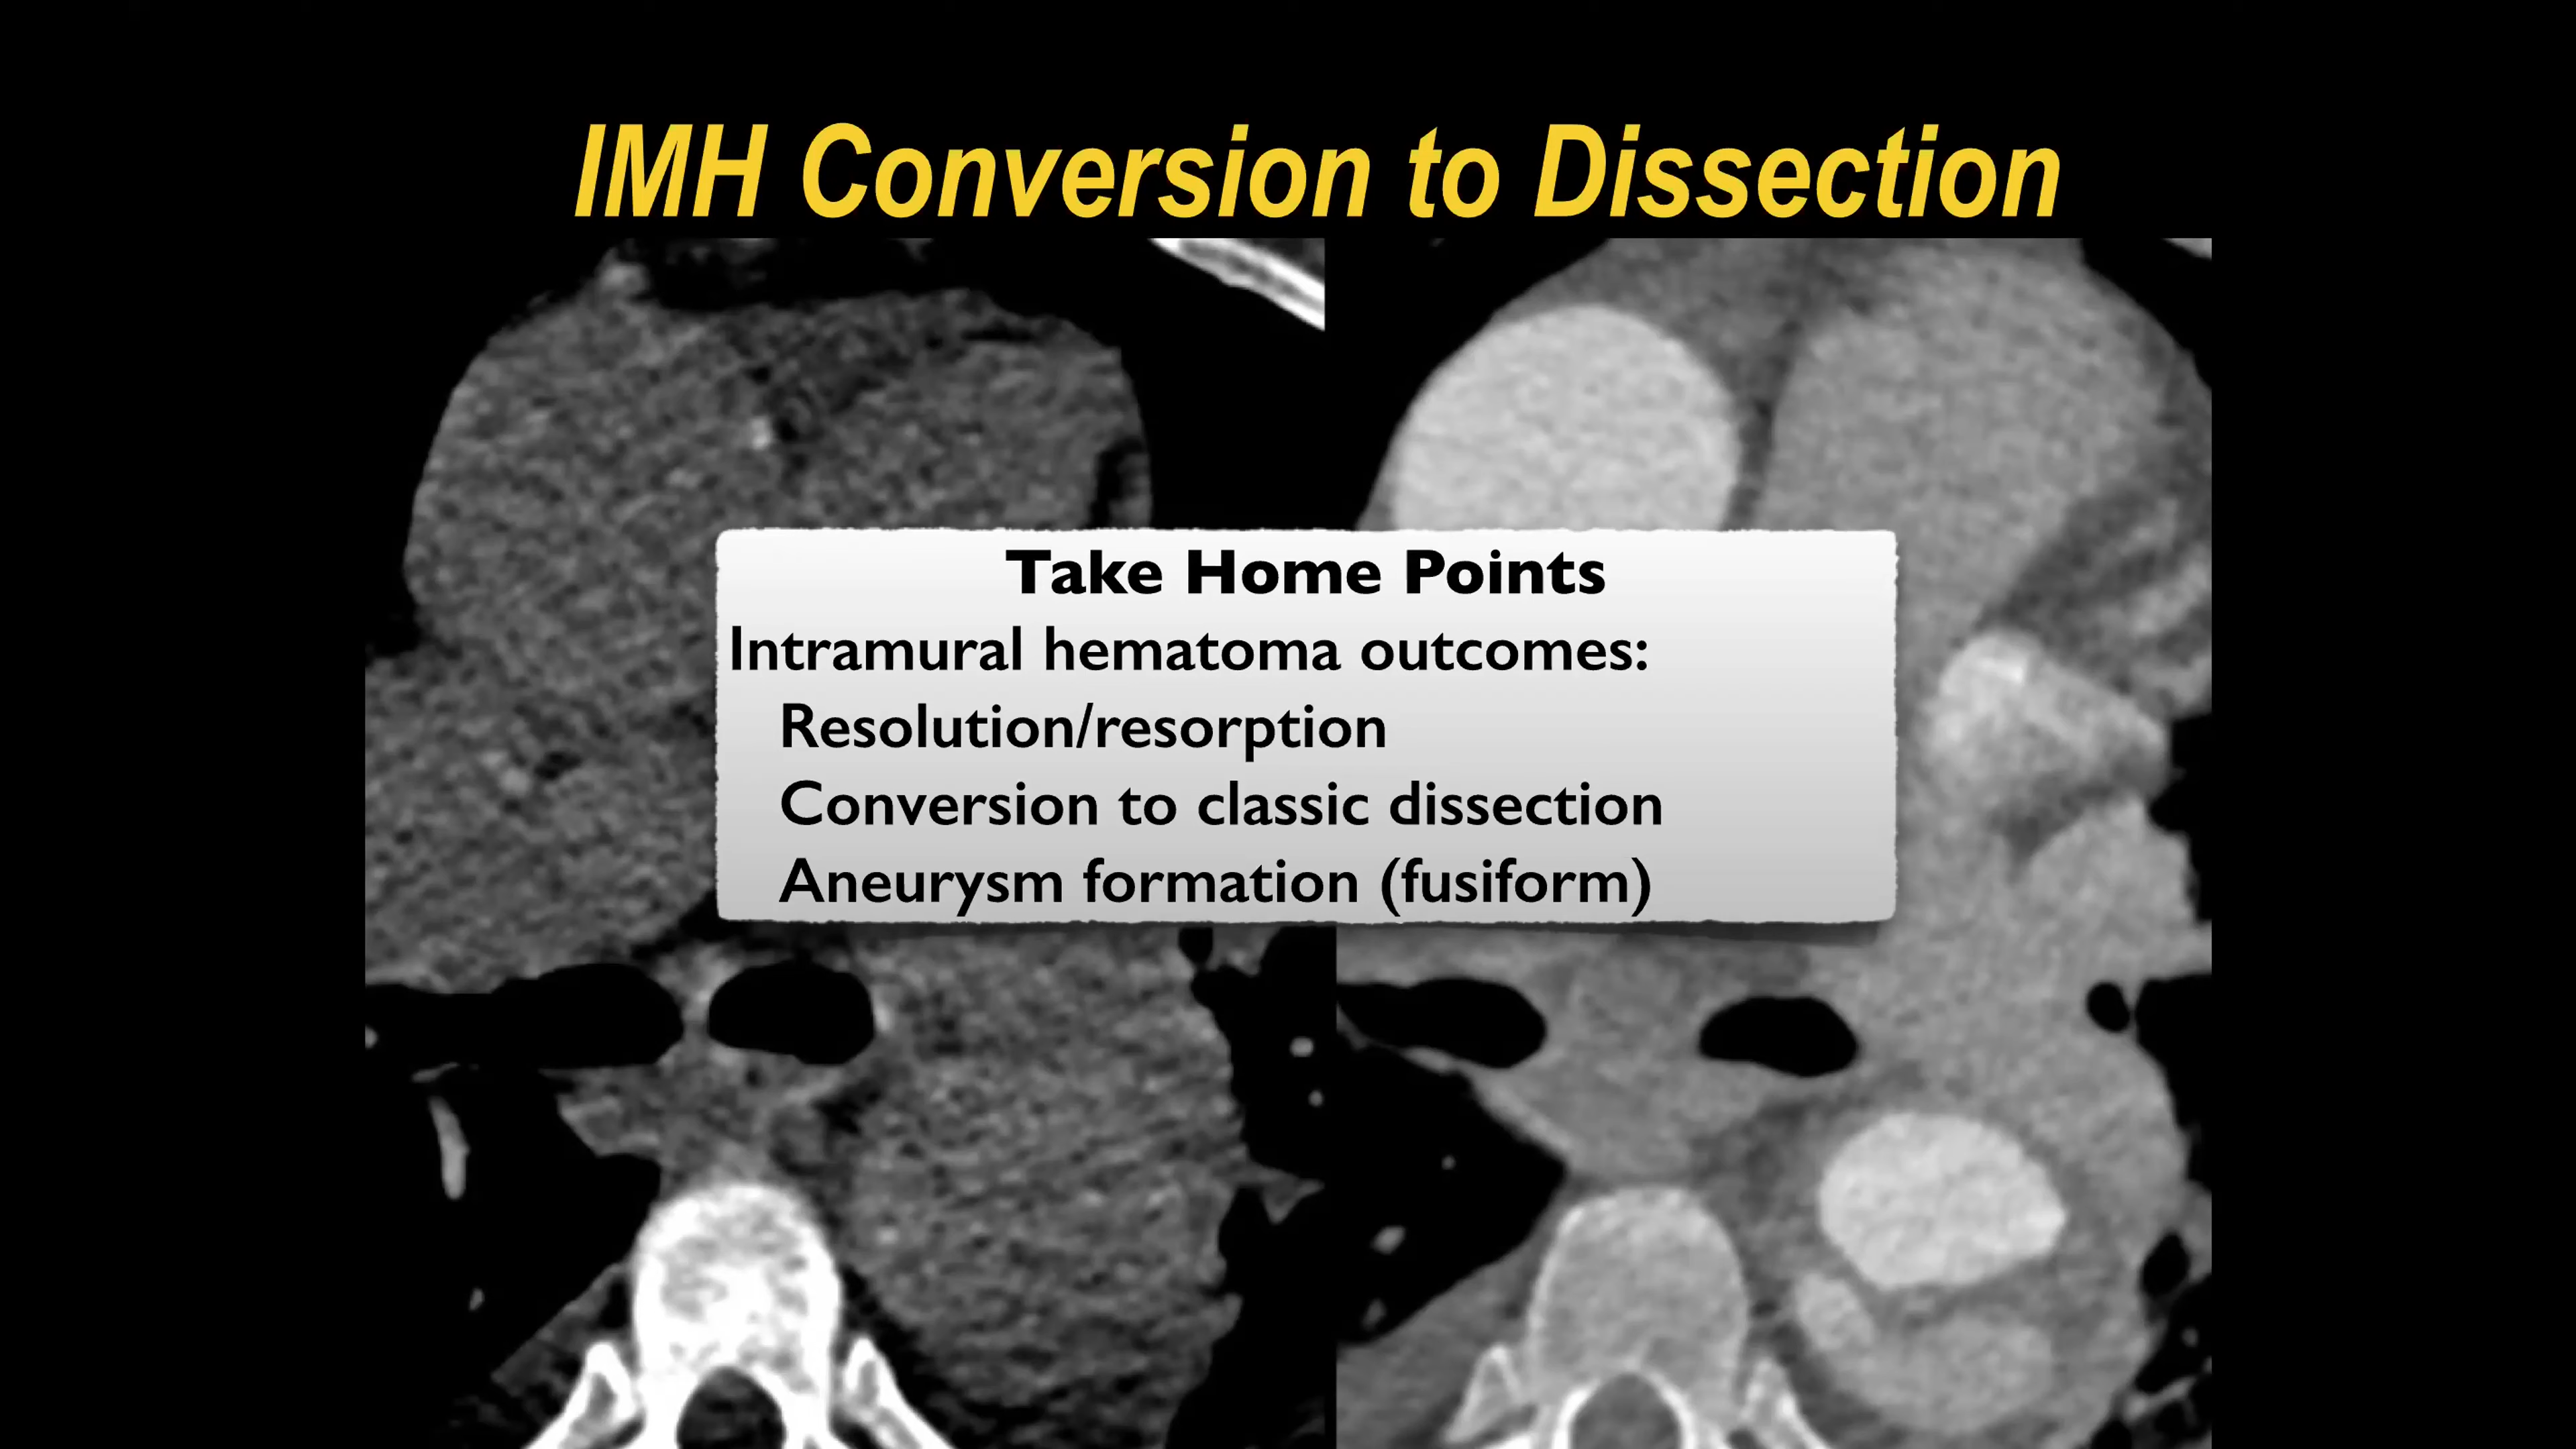 IMH Conversion to Dissection
Take Home Points
Intramural hematoma outcomes:
Resolution/resorption
Conversion to classic dissection
Aneurysm formation (fusiform)